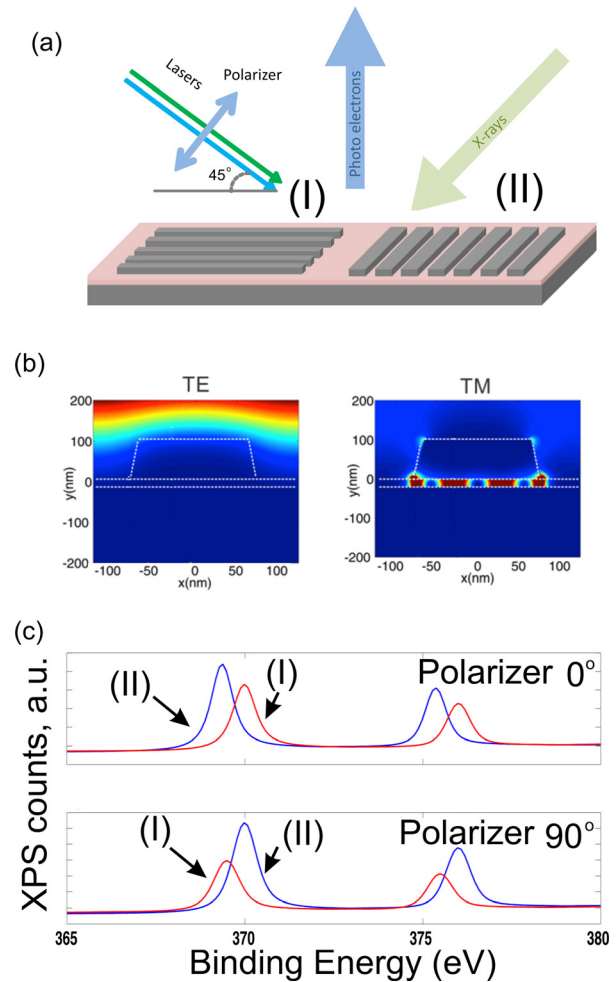 (a)
Lasers
Polarizer
45°
Photo electrons
X-rays
(I)
(II)
(b)
TE
TM
200
100
0
-100
-200
y(nm)
-100 -50 0 50 100
x(nm)
200
100
0
-100
-200
y(nm)
-100 -50 0 50 100
x(nm)
(c)
XPS counts, a.u.
(II)
(I)
Polarizer 0°
(I)
(II)
Polarizer 90°
365 370 375 380
Binding Energy (eV)